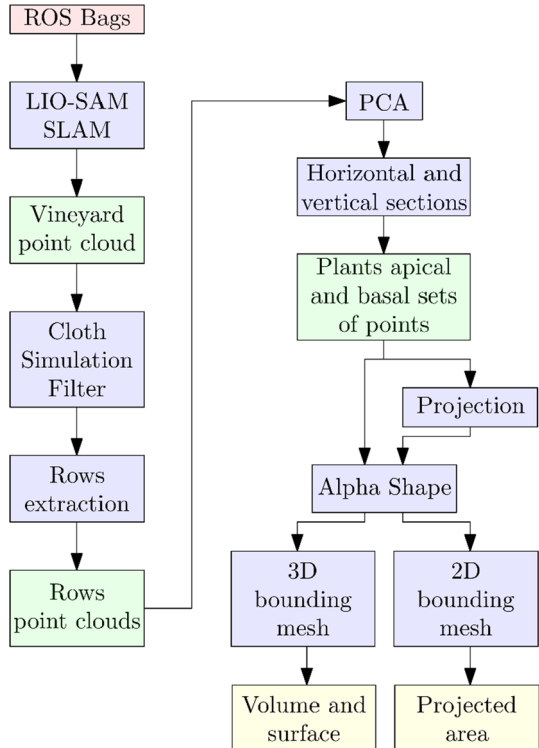 ROS Bags
LIO-SAM
SLAM
Vineyard
point cloud
Cloth
Simulation
Filter
Rows
extraction
Rows
point clouds
PCA
Horizontal and
vertical sections
Plants apical
and basal sets
of points
Projection
Alpha Shape
3D
bounding
mesh
2D
bounding
mesh
Volume and
surface
Projected
area